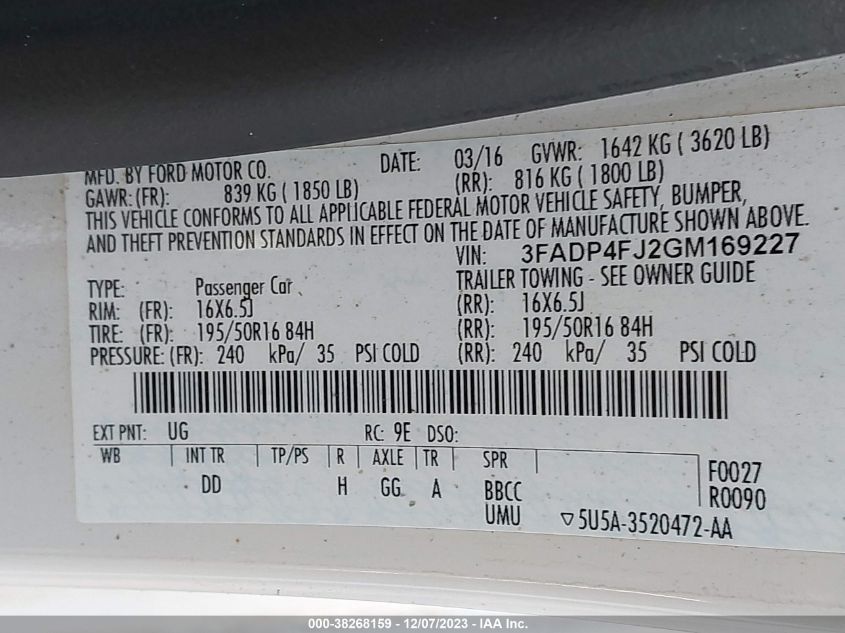 MFD. BY FORD MOTOR CO. DATE: 03/16 GVWR: 1642 KG ( 3620 LB)
GAWR: (FR): 839 KG ( 1850 LB) (RR): 816 KG ( 1800 LB)
THIS VEHICLE CONFORMS TO ALL APPLICABLE FEDERAL MOTOR VEHICLE SAFETY, BUMPER,
AND THEFT PREVENTION STANDARDS IN EFFECT ON THE DATE OF MANUFACTURE SHOWN ABOVE.
VIN: 3FADP4FJ2GM169227
TYPE: Passenger Car TRAILER TOWING - SEE OWNER GUIDE
RIM: (FR): 16X6.5J (RR): 16X6.5J
TIRE: (FR): 195/50R16 84H (RR): 195/50R16 84H
PRESSURE: (FR): 240 kPa/ 35 PSI COLD (RR): 240 kPa/ 35 PSI COLD
EXT PNT: UG RC: 9E DSO:
WB INT TR TP/PS R AXLE TR SPR F0027
DD H GG A BBCC R0090
UMU ▽5U5A-3520472-AA
000-38268159 - 12/07/2023 - IAA Inc.